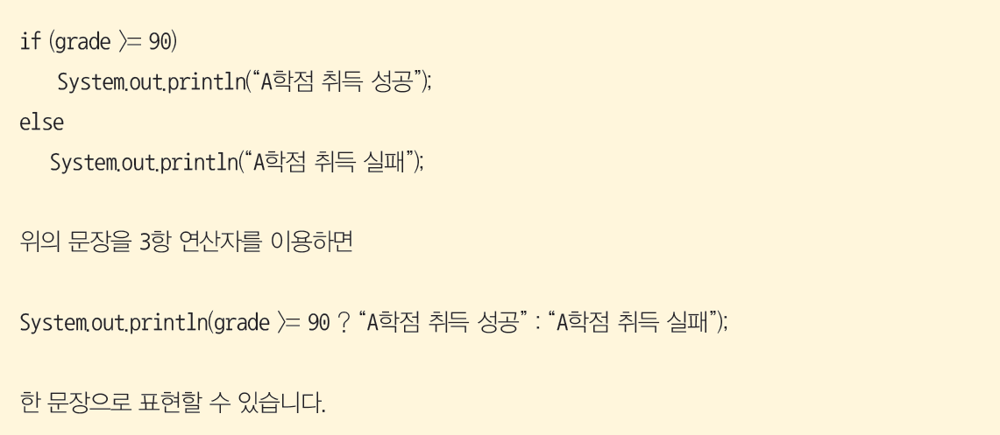 if (grade >= 90)
System.out.println(“A학점 취득 성공”);
else
System.out.println(“A학점 취득 실패”);
위의 문장을 3항 연산자를 이용하면
System.out.println(grade >= 90 ? “A학점 취득 성공” : “A학점 취득 실패”);
한 문장으로 표현할 수 있습니다.